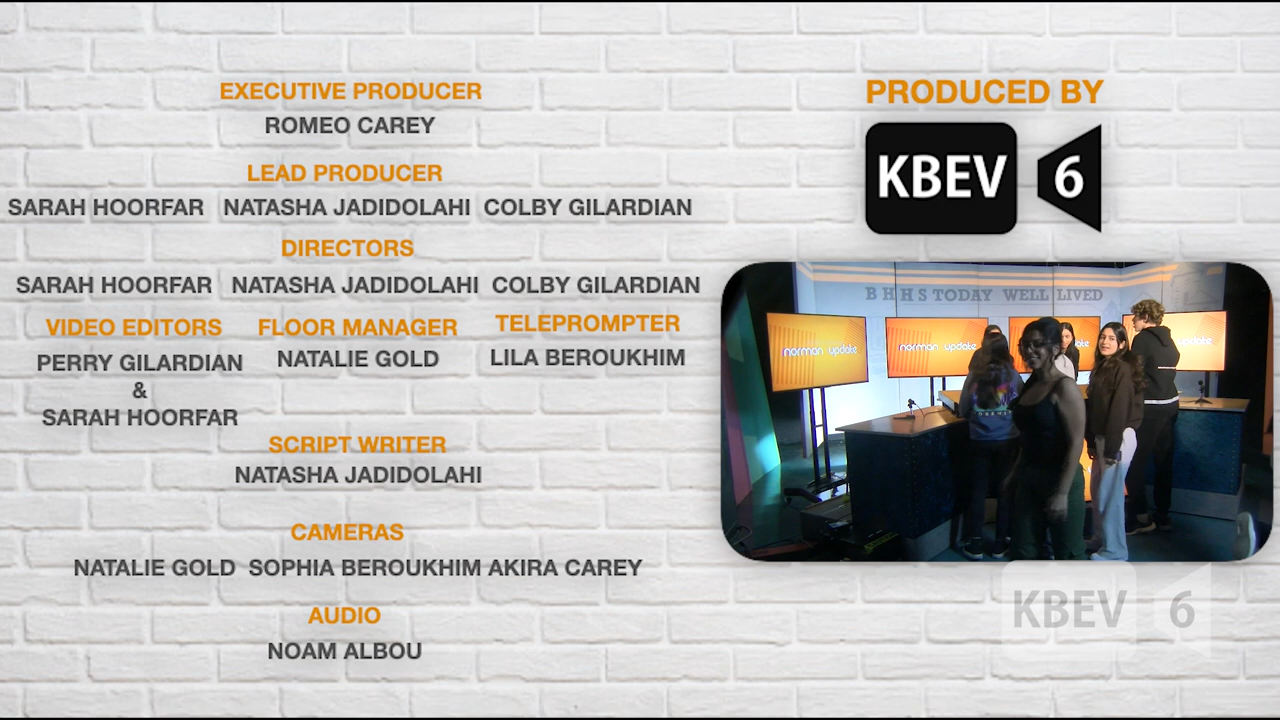 EXECUTIVE PRODUCER
ROMEO CAREY
LEAD PRODUCER
SARAH HOORFAR NATASHA JADIDOLAHI COLBY GILARDIAN
DIRECTORS
SARAH HOORFAR NATASHA JADIDOLAHI COLBY GILARDIAN
VIDEO EDITORS FLOOR MANAGER TELEPROMPTER
PERRY GILARDIAN NATALIE GOLD LILA BEROUKHIM
&
SARAH HOORFAR
SCRIPT WRITER
NATASHA JADIDOLAHI
CAMERAS
NATALIE GOLD SOPHIA BEROUKHIM AKIRA CAREY
AUDIO
NOAM ALBOU
PRODUCED BY
KBEV 6
BHHS TODAY WELL LIVED
norman update
norman update
KBEV 6